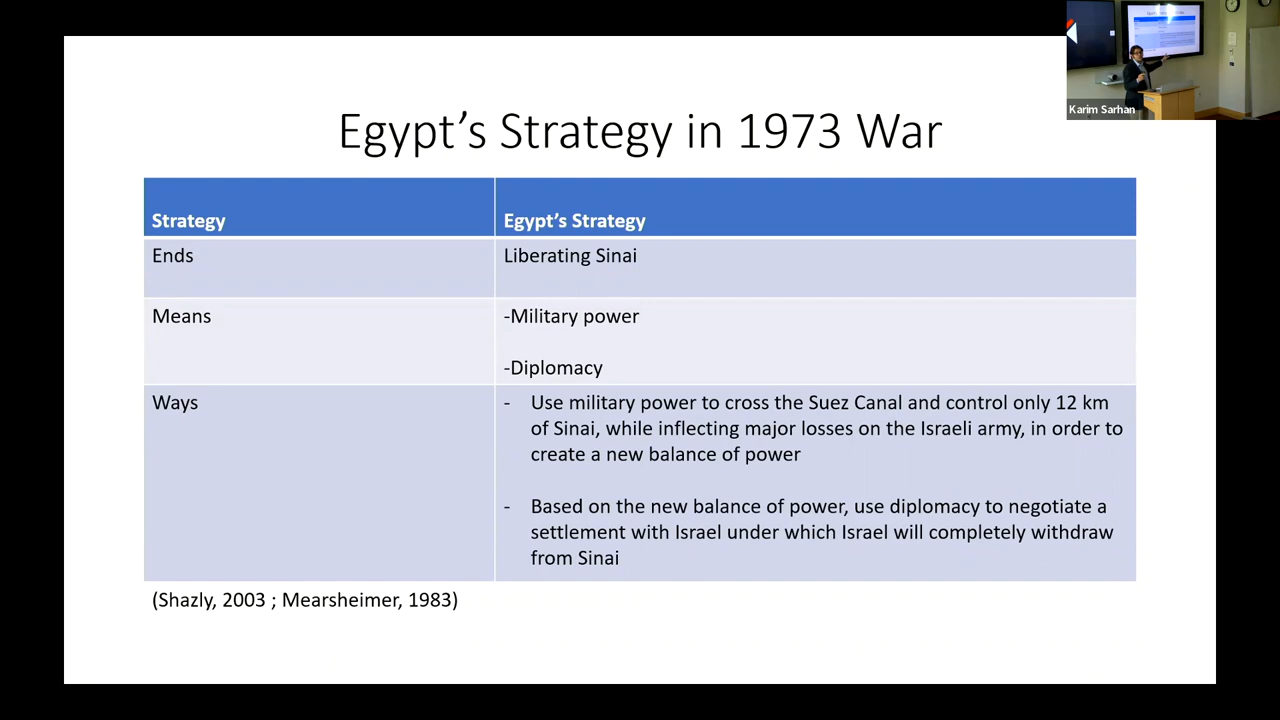 Karim Sarhan
Egypt's Strategy in 1973 War
Strategy
Egypt's Strategy
Ends
Liberating Sinai
Means
-Military power
-Diplomacy
Ways
- Use military power to cross the Suez Canal and control only 12 km
of Sinai, while inflecting major losses on the Israeli army, in order to
create a new balance of power
- Based on the new balance of power, use diplomacy to negotiate a
settlement with Israel under which Israel will completely withdraw
from Sinai
(Shazly, 2003 ; Mearsheimer, 1983)